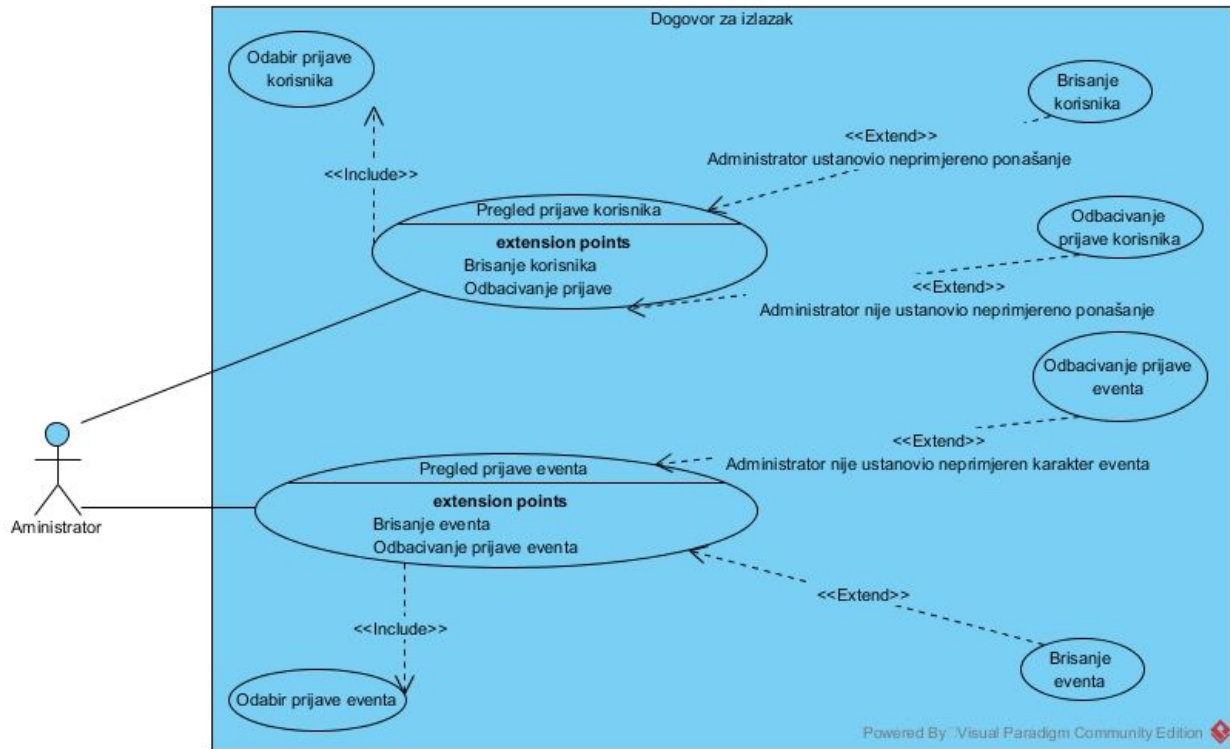 Dogovor za izlazak
Odabir prijave
korisnika
Brisanje
korisnika
<<Extend>>
Administrator ustanovio neprimjereno ponašanje
<<Include>>
Pregled prijave korisnika
extension points
Brisanje korisnika
Odbacivanje prijave
Odbacivanje
prijave korisnika
<<Extend>>
Administrator nije ustanovio neprimjereno ponašanje
Odbacivanje prijave
eventa
<<Extend>>
Administrator nije ustanovio neprimjeren karakter eventa
Aministrator
Pregled prijave eventa
extension points
Brisanje eventa
Odbacivanje prijave eventa
<<Extend>>
<<Include>>
Brisanje
eventa
Odabir prijave eventa
Powered By Visual Paradigm Community Edition